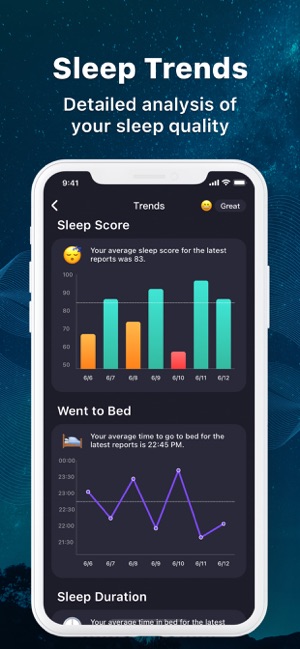 Sleep Trends
Detailed analysis of
your sleep quality
9:41
Trends
Great
Sleep Score
Your average sleep score for the latest
reports was 83.
100
90
80
70
60
50
6/6 6/7 6/8 6/9 6/10 6/11 6/12
Went to Bed
Your average time to go to bed for the
latest reports is 22:45 PM.
00:00
23:30
23:00
22:30
22:00
21:30
6/6 6/7 6/8 6/9 6/10 6/11 6/12
Sleep Duration
Your average time in bed for the latest